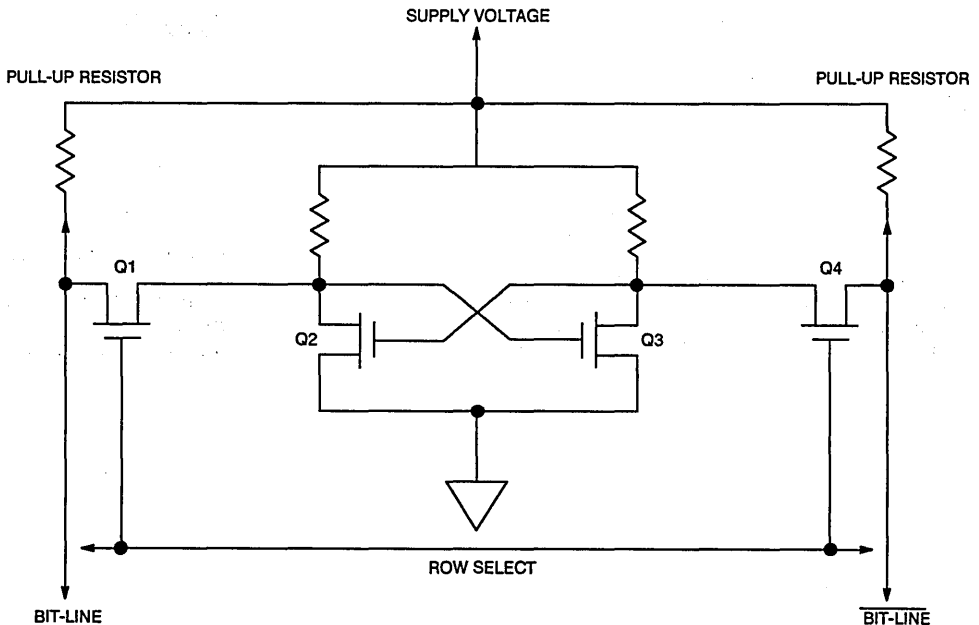 SUPPLY VOLTAGE
PULL-UP RESISTOR
PULL-UP RESISTOR
Q1
Q4
Q2
Q3
ROW SELECT
BIT-LINE
BIT-LINE